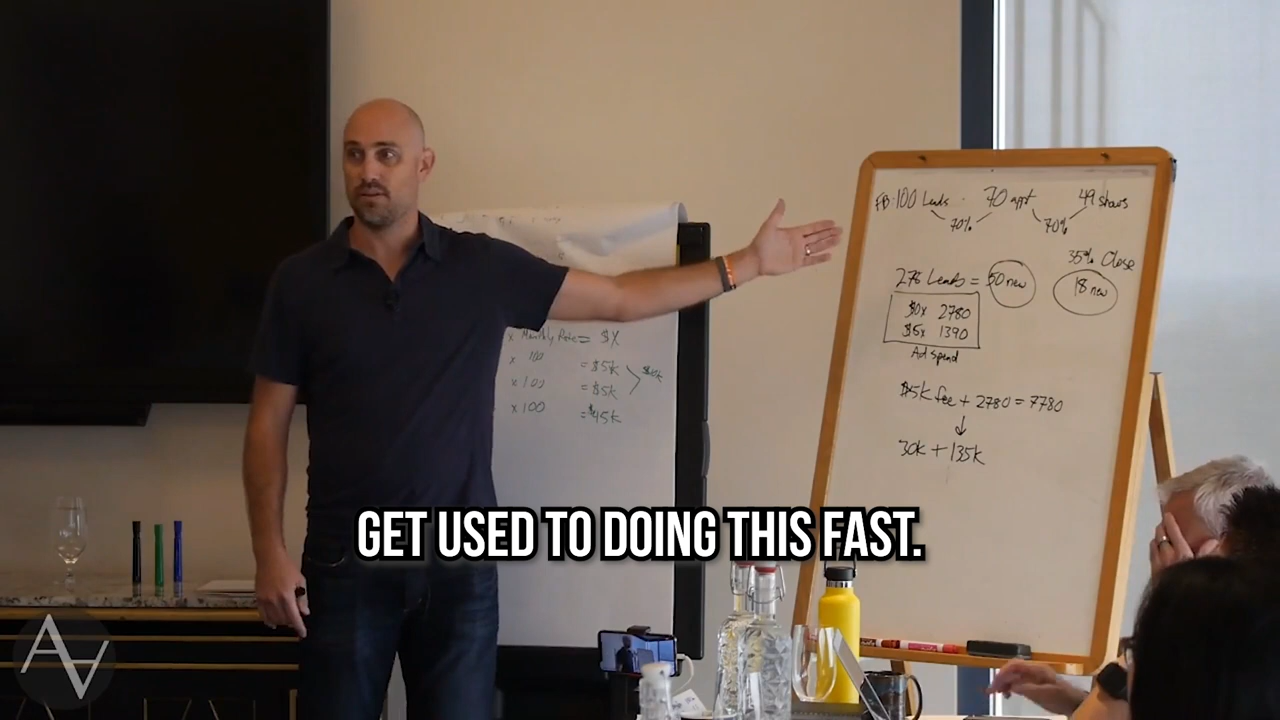 FB: 100 Leads - 70 appt 49 shows
70% 70%
35% Close
278 Leads = 50 new 18 new
$10x 2780
$5x 1390
Ad spend
$5k fee + 2780 = 7780
30k + 135k
x Monthly Rate = $X
x 100 = $5k
x 100 = $5k
x 100 = $45k
GET USED TO DOING THIS FAST.
AA